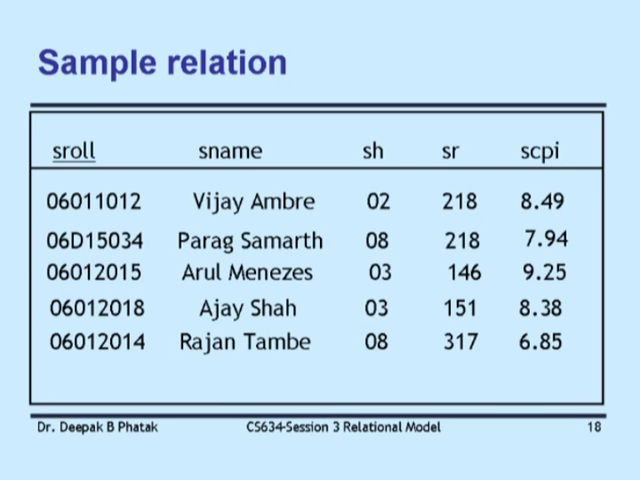 Sample relation
sroll sname sh sr scpi
06011012 Vijay Ambre 02 218 8.49
06D15034 Parag Samarth 08 218 7.94
06012015 Arul Menezes 03 146 9.25
06012018 Ajay Shah 03 151 8.38
06012014 Rajan Tambe 08 317 6.85
Dr. Deepak B Phatak CS634-Session 3 Relational Model 18